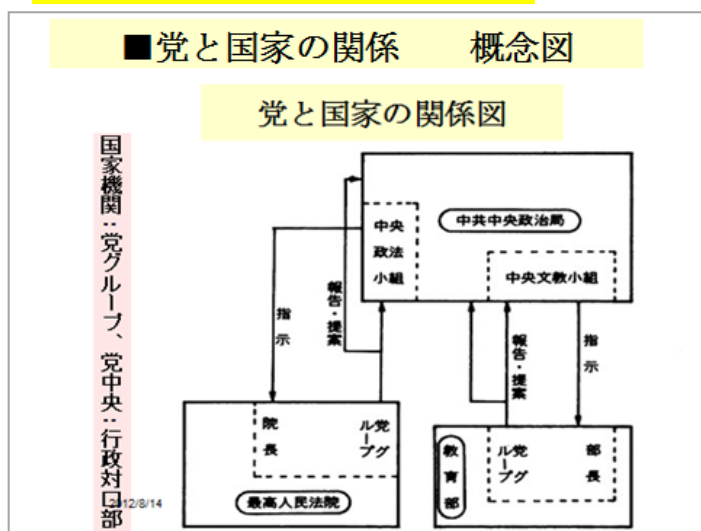 ■党と国家の関係　　概念図
党と国家の関係図
国家機関：党グループ、党中央：行政対口部
中共中央政治局
中央
政法
小組
中央文教小組
指示
報告・提案
報告・提案
指示
院長
党グループ
最高人民法院
教育部
党グループ
部長
2012/8/14